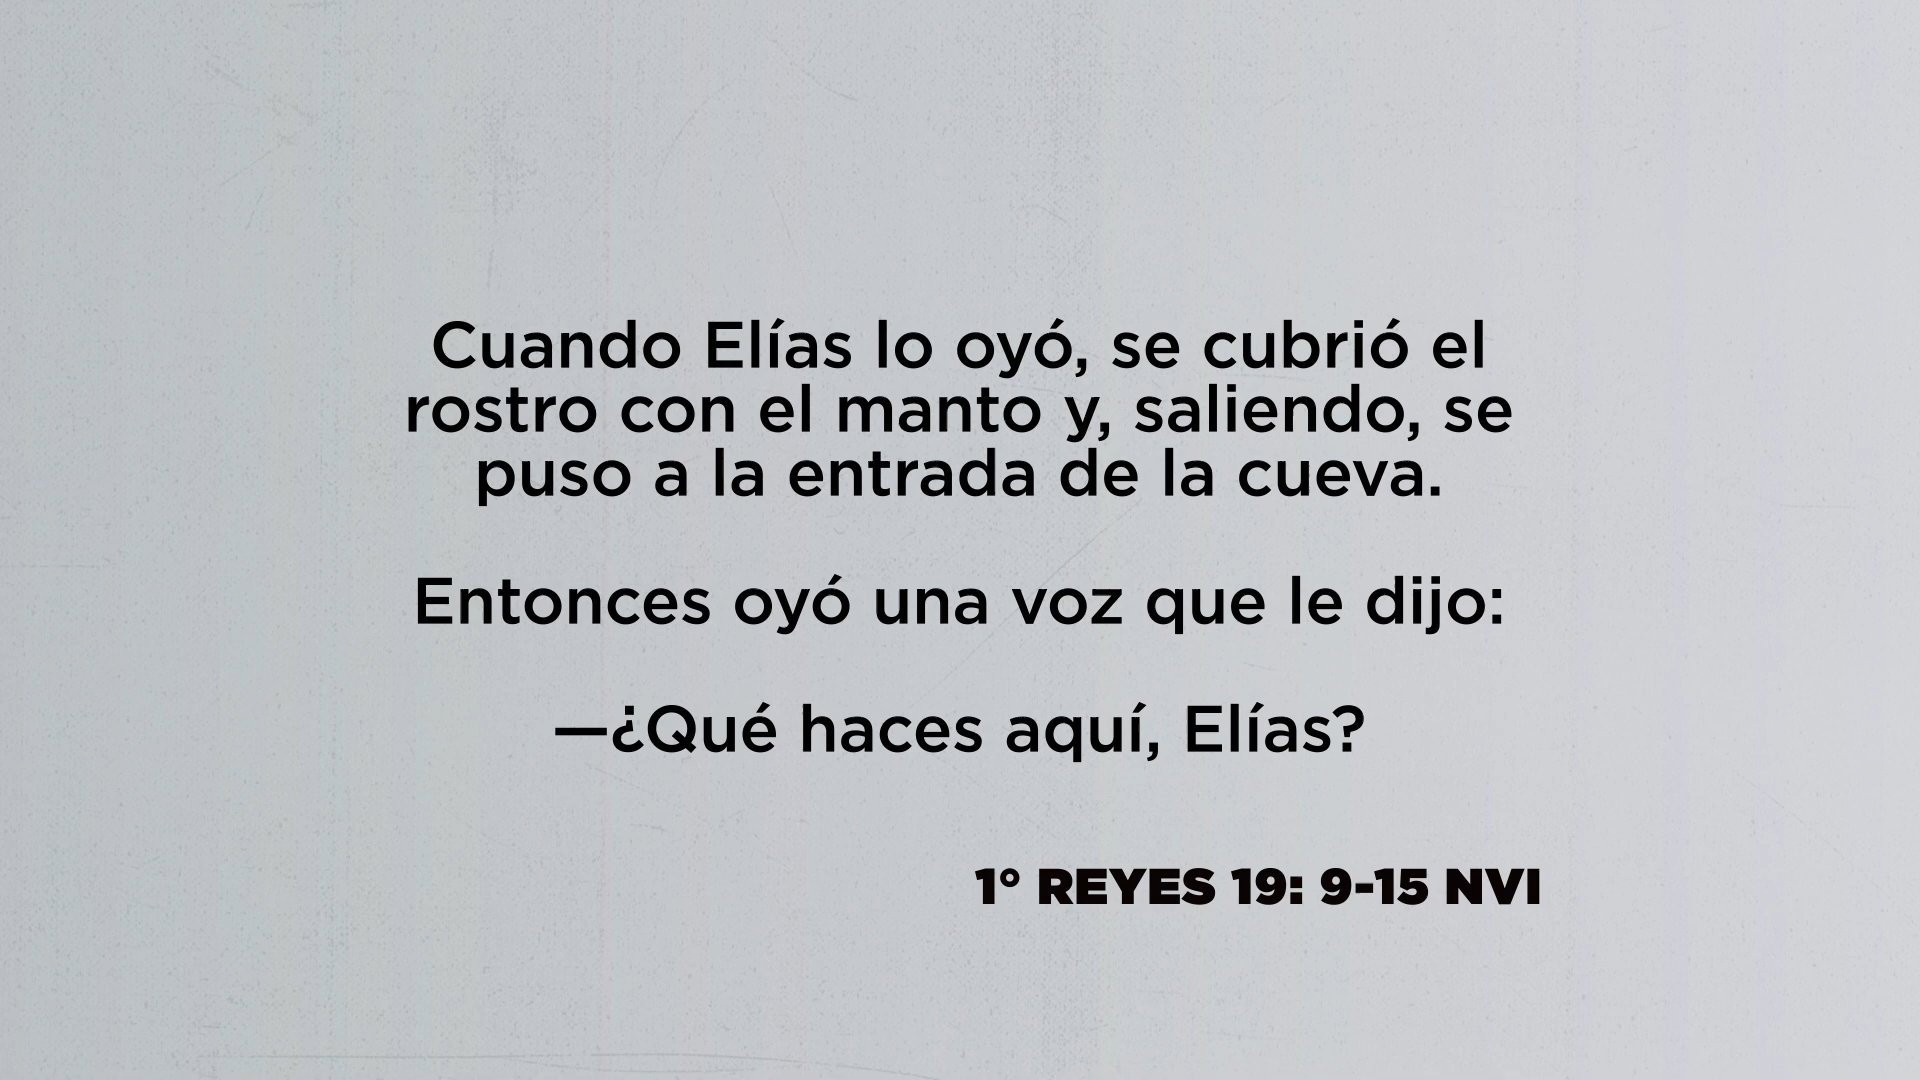 Cuando Elías lo oyó, se cubrió el
rostro con el manto y, saliendo, se
puso a la entrada de la cueva.
Entonces oyó una voz que le dijo:
—¿Qué haces aquí, Elías?
1° REYES 19: 9-15 NVI